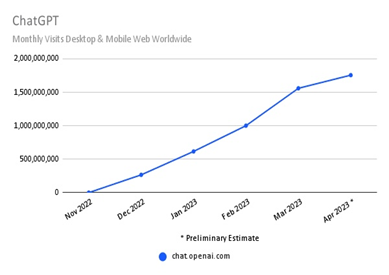 ChatGPT
Monthly Visits Desktop & Mobile Web Worldwide
2,000,000,000
1,500,000,000
1,000,000,000
500,000,000
0
Nov 2022
Dec 2022
Jan 2023
Feb 2023
Mar 2023
Apr 2023 *
* Preliminary Estimate
chat.openai.com